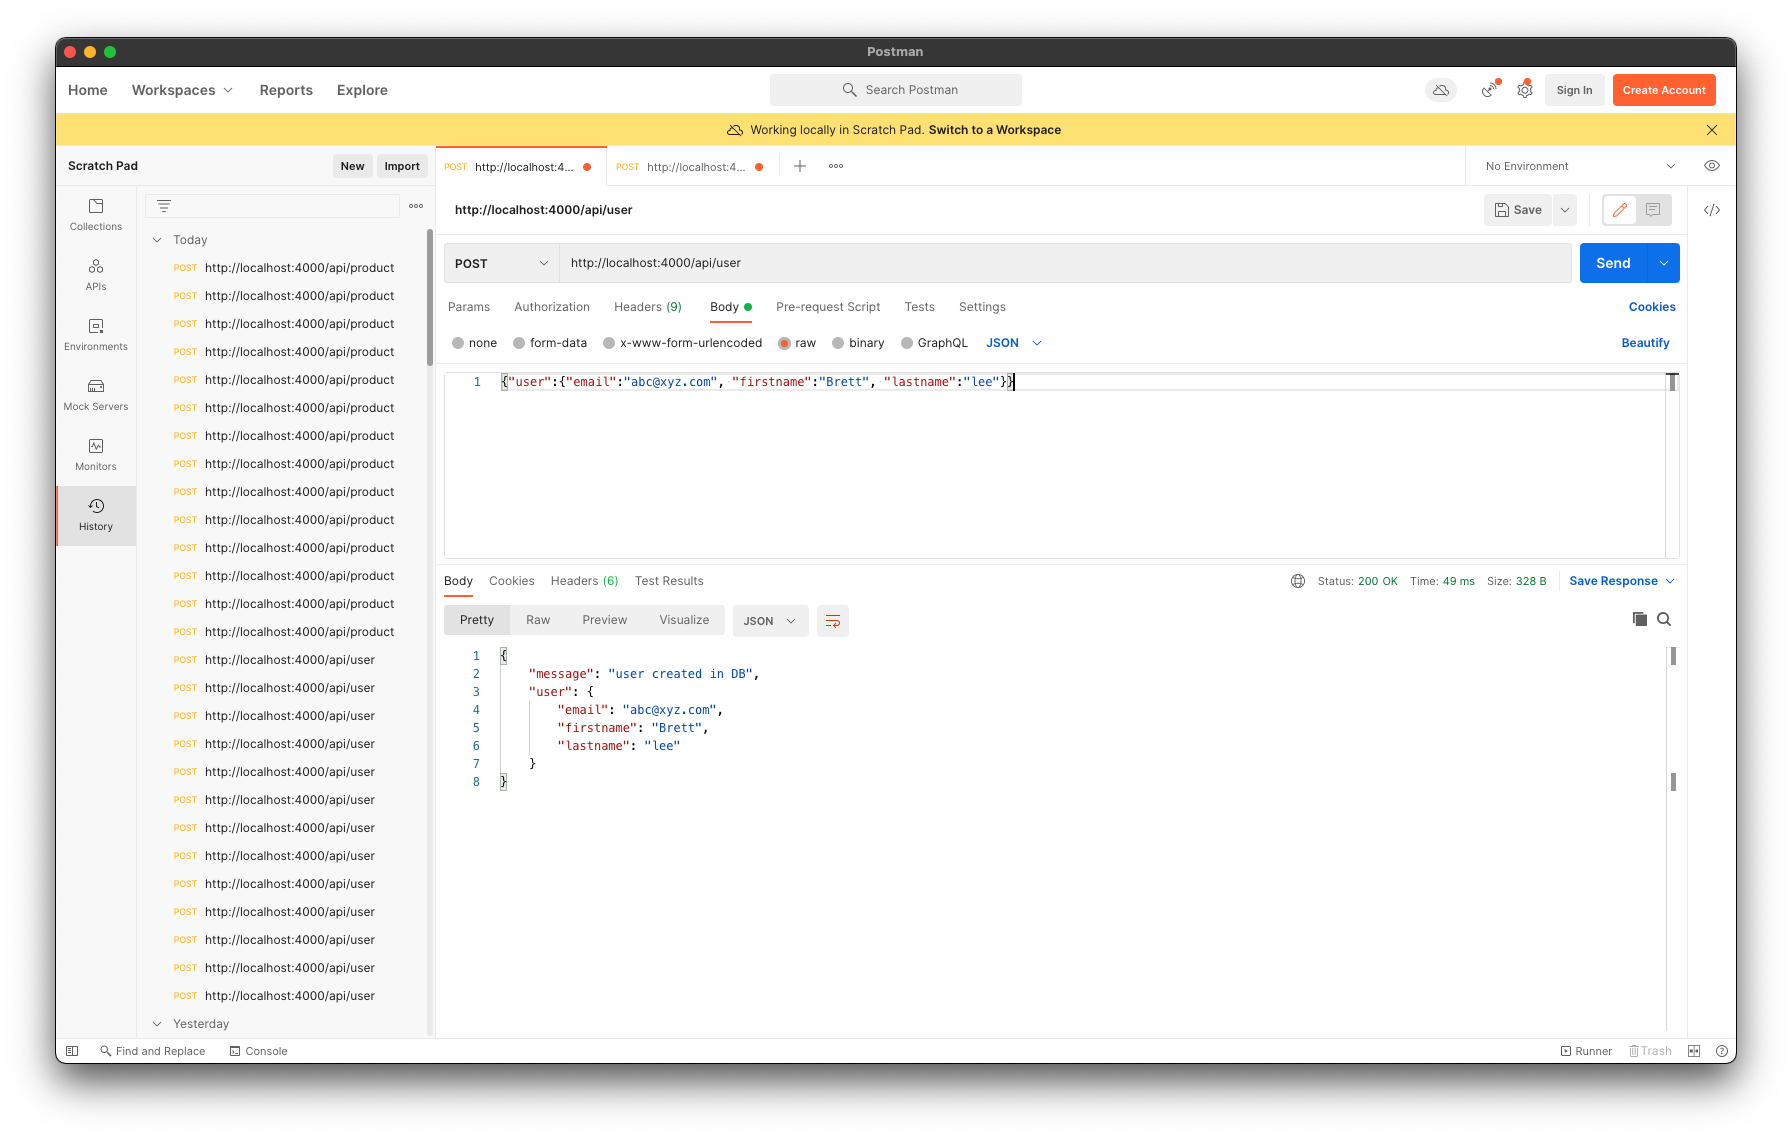 Postman
Home Workspaces Reports Explore Search Postman Sign In Create Account
Working locally in Scratch Pad. Switch to a Workspace
Scratch Pad New Import POST http://localhost:4... POST http://localhost:4... No Environment
http://localhost:4000/api/user Save
Collections
APIs
Environments
Mock Servers
Monitors
History
Today
POST http://localhost:4000/api/product
POST http://localhost:4000/api/product
POST http://localhost:4000/api/product
POST http://localhost:4000/api/product
POST http://localhost:4000/api/product
POST http://localhost:4000/api/product
POST http://localhost:4000/api/product
POST http://localhost:4000/api/product
POST http://localhost:4000/api/product
POST http://localhost:4000/api/product
POST http://localhost:4000/api/product
POST http://localhost:4000/api/product
POST http://localhost:4000/api/product
POST http://localhost:4000/api/product
POST http://localhost:4000/api/user
POST http://localhost:4000/api/user
POST http://localhost:4000/api/user
POST http://localhost:4000/api/user
POST http://localhost:4000/api/user
POST http://localhost:4000/api/user
POST http://localhost:4000/api/user
POST http://localhost:4000/api/user
POST http://localhost:4000/api/user
POST http://localhost:4000/api/user
POST http://localhost:4000/api/user
POST http://localhost:4000/api/user
POST http://localhost:4000/api/user
Yesterday
POST http://localhost:4000/api/user Send
Params Authorization Headers (9) Body Pre-request Script Tests Settings Cookies
none form-data x-www-form-urlencoded raw binary GraphQL JSON Beautify
1 {"user":{"email":"abc@xyz.com", "firstname":"Brett", "lastname":"lee"}}
Body Cookies Headers (6) Test Results Status: 200 OK Time: 49 ms Size: 328 B Save Response
Pretty Raw Preview Visualize JSON
1 {
2 "message": "user created in DB",
3 "user": {
4 "email": "abc@xyz.com",
5 "firstname": "Brett",
6 "lastname": "lee"
7 }
8 }
Find and Replace Console Runner Trash